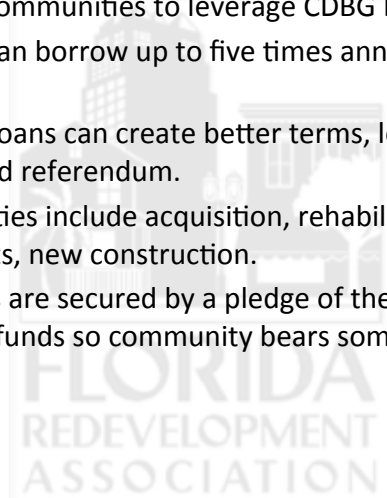 ommunities to leverage CDBG
an borrow up to five times ann
oans can create better terms, l
d referendum.
ties include acquisition, rehabil
ts, new construction.
s are secured by a pledge of the
funds so community bears som
FLORIDA
REDEVELOPMENT
ASSOCIATION